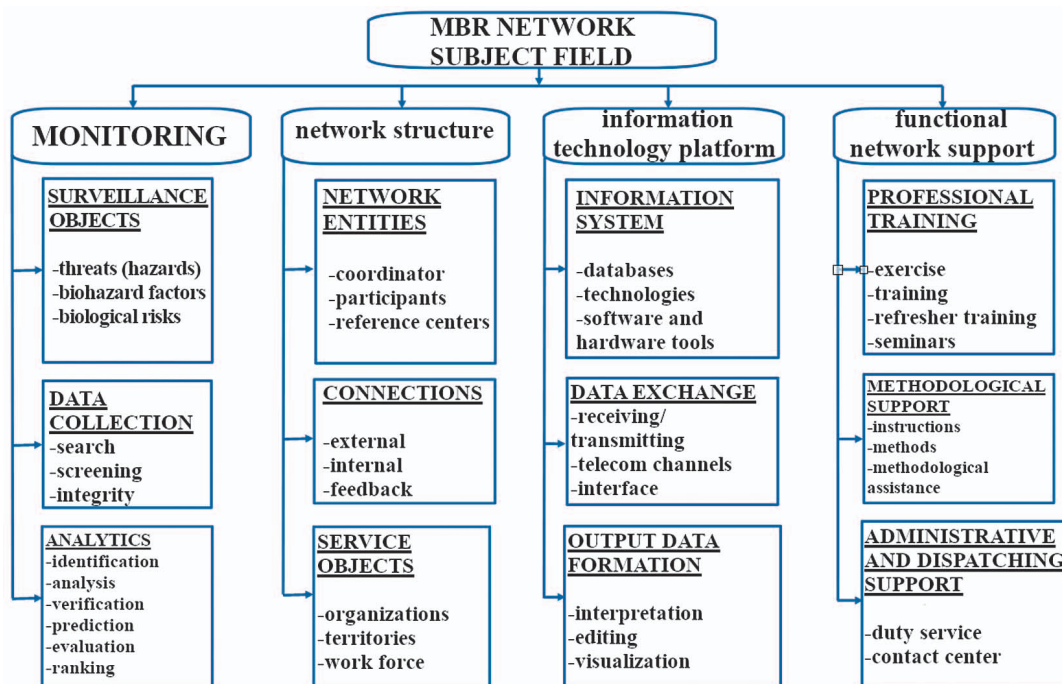 MBR NETWORK
SUBJECT FIELD
MONITORING
SURVEILLANCE
OBJECTS
-threats (hazards)
-biohazard factors
-biological risks
DATA
COLLECTION
-search
-screening
-integrity
ANALYTICS
-identification
-analysis
-verification
-prediction
-evaluation
-ranking
network structure
NETWORK
ENTITIES
-coordinator
-participants
-reference centers
CONNECTIONS
-external
-internal
-feedback
SERVICE
OBJECTS
-organizations
-territories
-work force
information
technology platform
INFORMATION
SYSTEM
-databases
-technologies
-software and
hardware tools
DATA EXCHANGE
-receiving/
transmitting
-telecom channels
-interface
OUTPUT DATA
FORMATION
-interpretation
-editing
-visualization
functional
network support
PROFESSIONAL
TRAINING
-exercise
-training
-refresher training
-seminars
METHODOLOGICAL
SUPPORT
-instructions
-methods
-methodological
assistance
ADMINISTRATIVE
AND DISPATCHING
SUPPORT
-duty service
-contact center